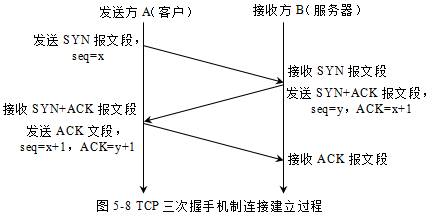 发送方 A（客户）
接收方 B（服务器）
发送 SYN 报文段，
seq=x
接收 SYN 报文段
发送 SYN+ACK 报文段，
seq=y，ACK=x+1
接收 SYN+ACK 报文段
发送 ACK 文段，
seq=x+1，ACK=y+1
接收 ACK 报文段
图 5-8 TCP 三次握手机制连接建立过程